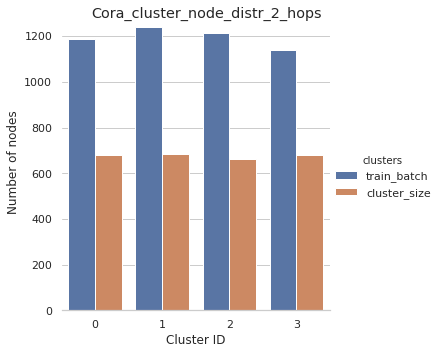 Cora_cluster_node_distr_2_hops
1200
1000
800
600
400
200
0
Number of nodes
0 1 2 3
Cluster ID
clusters
train_batch
cluster_size